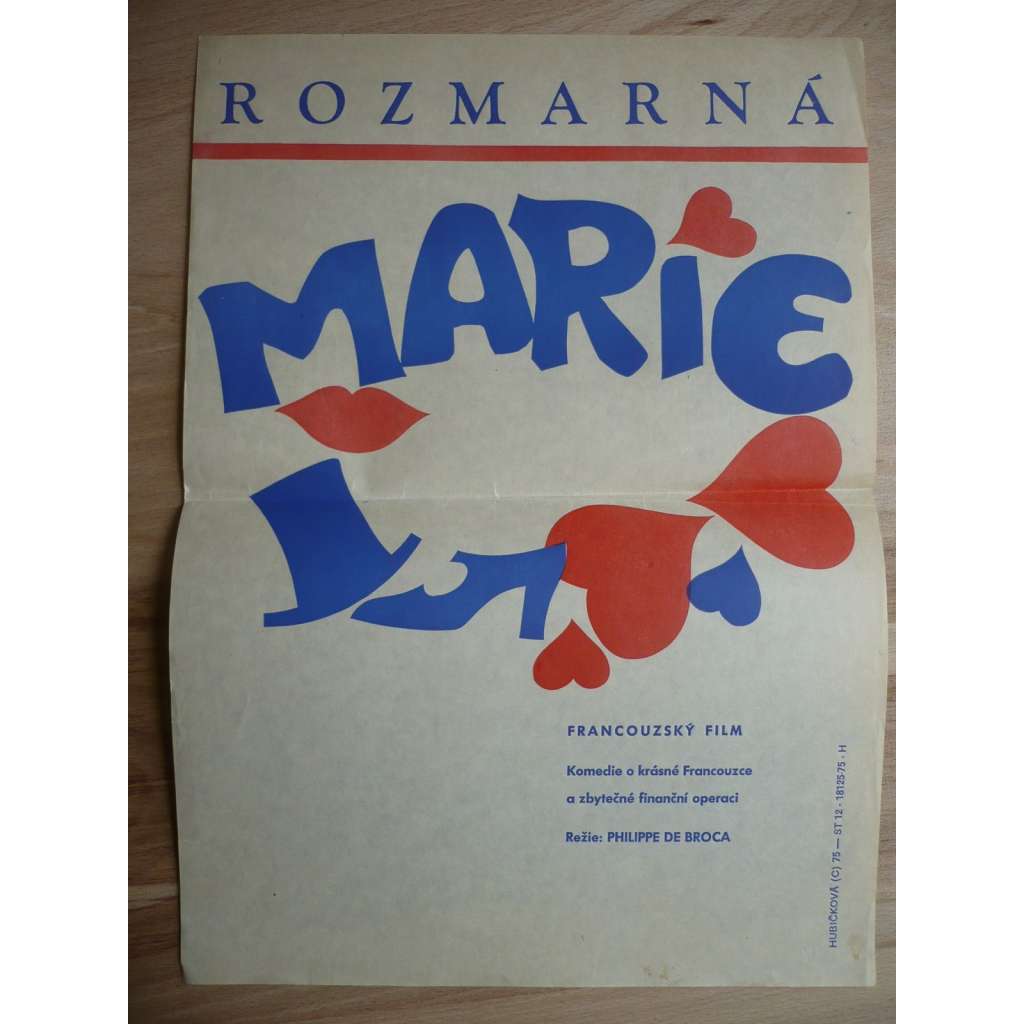 ROZMARNÁ
MARiE
FRANCOUZSKÝ FILM
Komedie o krásné Francouzce
a zbytečné finanční operaci
Režie: PHILIPPE DE BROCA
HUBIČKOVÁ (C) 75 — ST 12 - 18125-75 - H